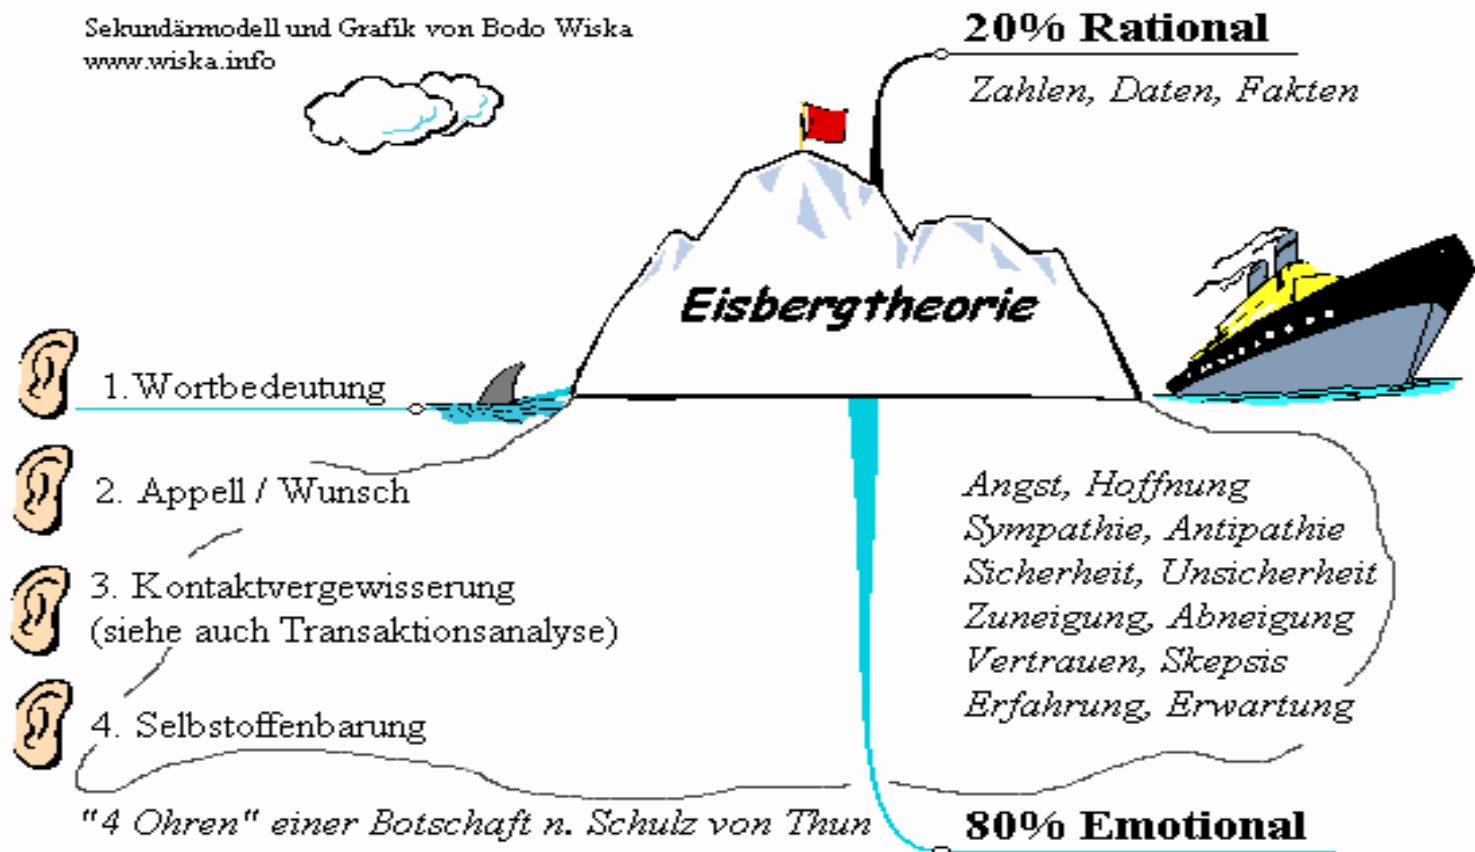 Sekundärmodell und Grafik von Bodo Wiska
www.wiska.info
20% Rational
Zahlen, Daten, Fakten
Eisbergtheorie
1.Wortbedeutung
2. Appell / Wunsch
3. Kontaktvergewisserung
(siehe auch Transaktionsanalyse)
4. Selbstoffenbarung
Angst, Hoffnung
Sympathie, Antipathie
Sicherheit, Unsicherheit
Zuneigung, Abneigung
Vertrauen, Skepsis
Erfahrung, Erwartung
"4 Ohren" einer Botschaft n. Schulz von Thun
80% Emotional